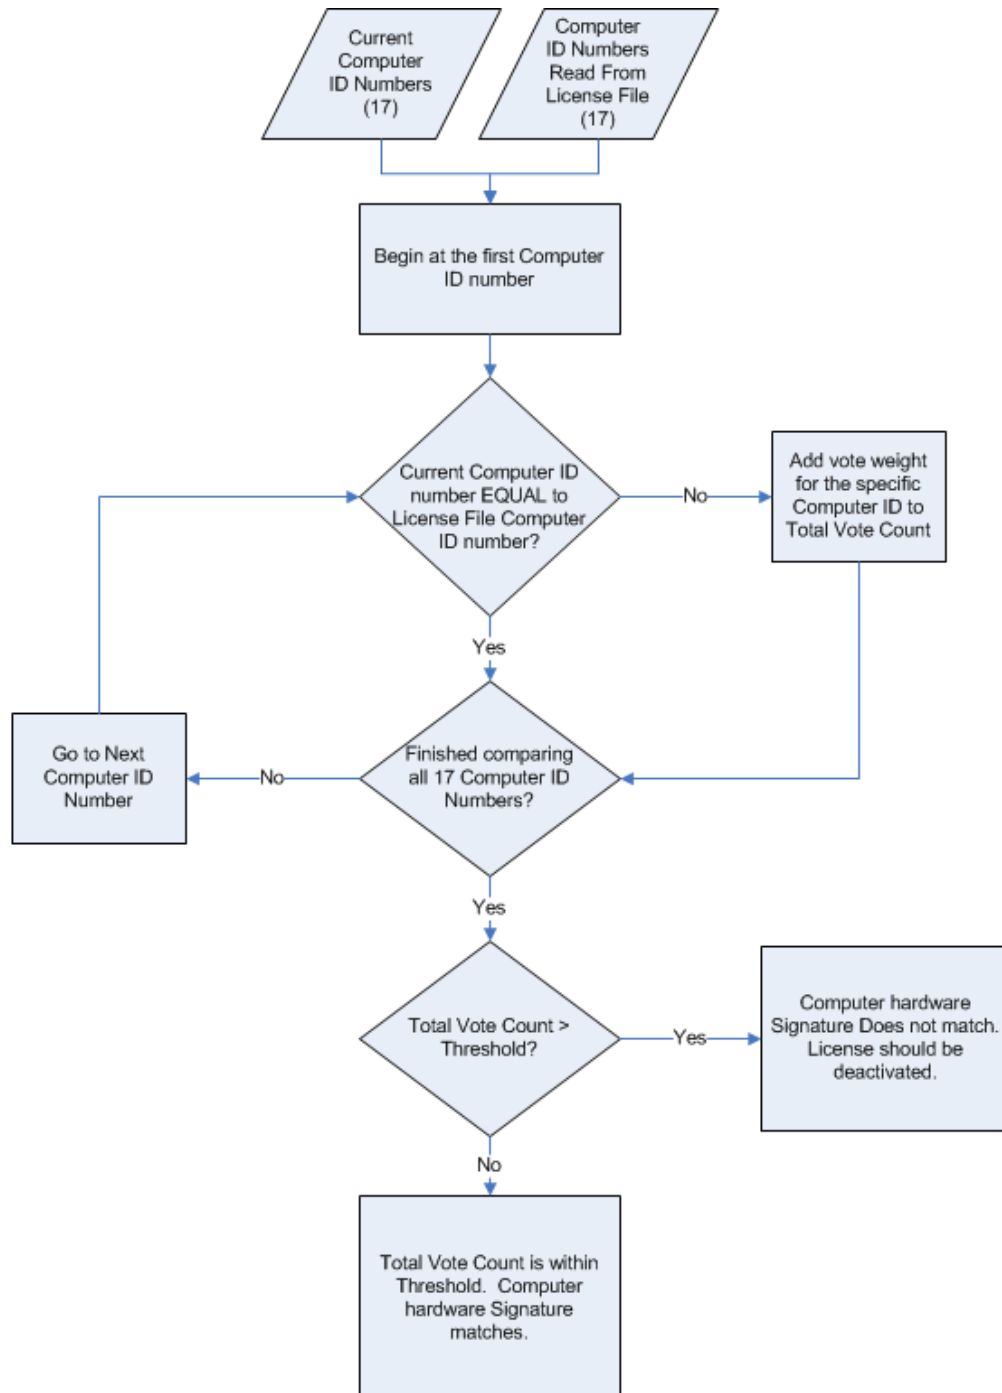 Current
Computer
ID Numbers
(17)
Computer
ID Numbers
Read From
License File
(17)
Begin at the first Computer
ID number
Current Computer ID
number EQUAL to
License File Computer
ID number?
No
Add vote weight
for the specific
Computer ID to
Total Vote Count
Yes
Go to Next
Computer ID
Number
No
Finished comparing
all 17 Computer ID
Numbers?
Yes
Total Vote Count >
Threshold?
Yes
Computer hardware
Signature Does not match.
License should be
deactivated.
No
Total Vote Count is within
Threshold.  Computer
hardware Signature
matches.